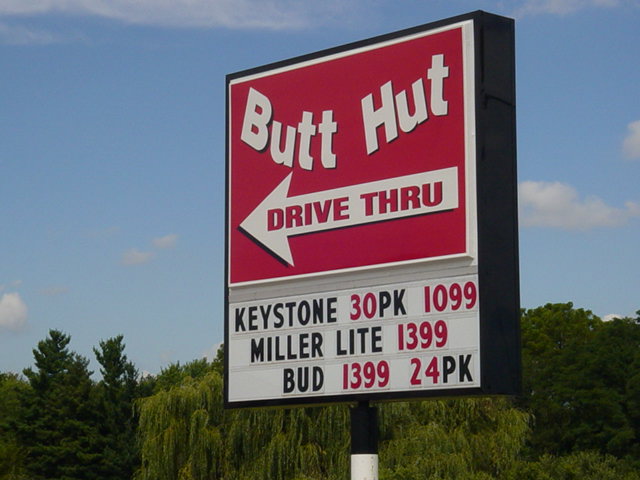 Butt Hut
DRIVE THRU
KEYSTONE 30PK 1099
MILLER LITE 1399
BUD 1399 24PK